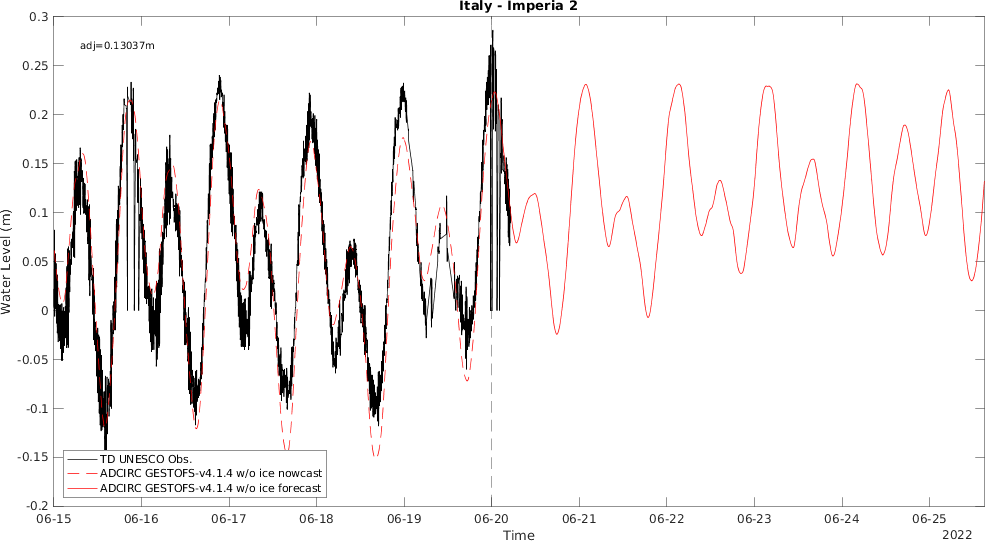 Italy - Imperia 2
adj=0.13037m
0.3
0.25
0.2
0.15
0.1
0.05
0
-0.05
-0.1
-0.15
-0.2
Water Level (m)
TD UNESCO Obs.
ADCIRC GESTOFS-v4.1.4 w/o ice nowcast
ADCIRC GESTOFS-v4.1.4 w/o ice forecast
06-15 06-16 06-17 06-18 06-19 06-20 06-21 06-22 06-23 06-24 06-25
Time
2022